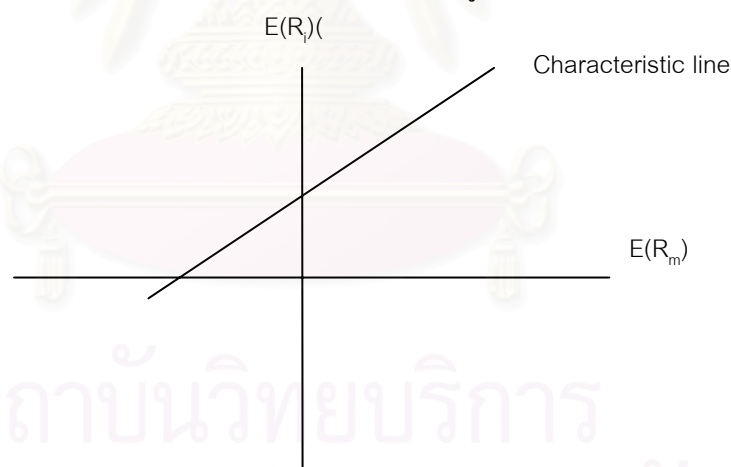 E(Ri)(
Characteristic line
E(Rm)
ถาบันวิทยบริการ